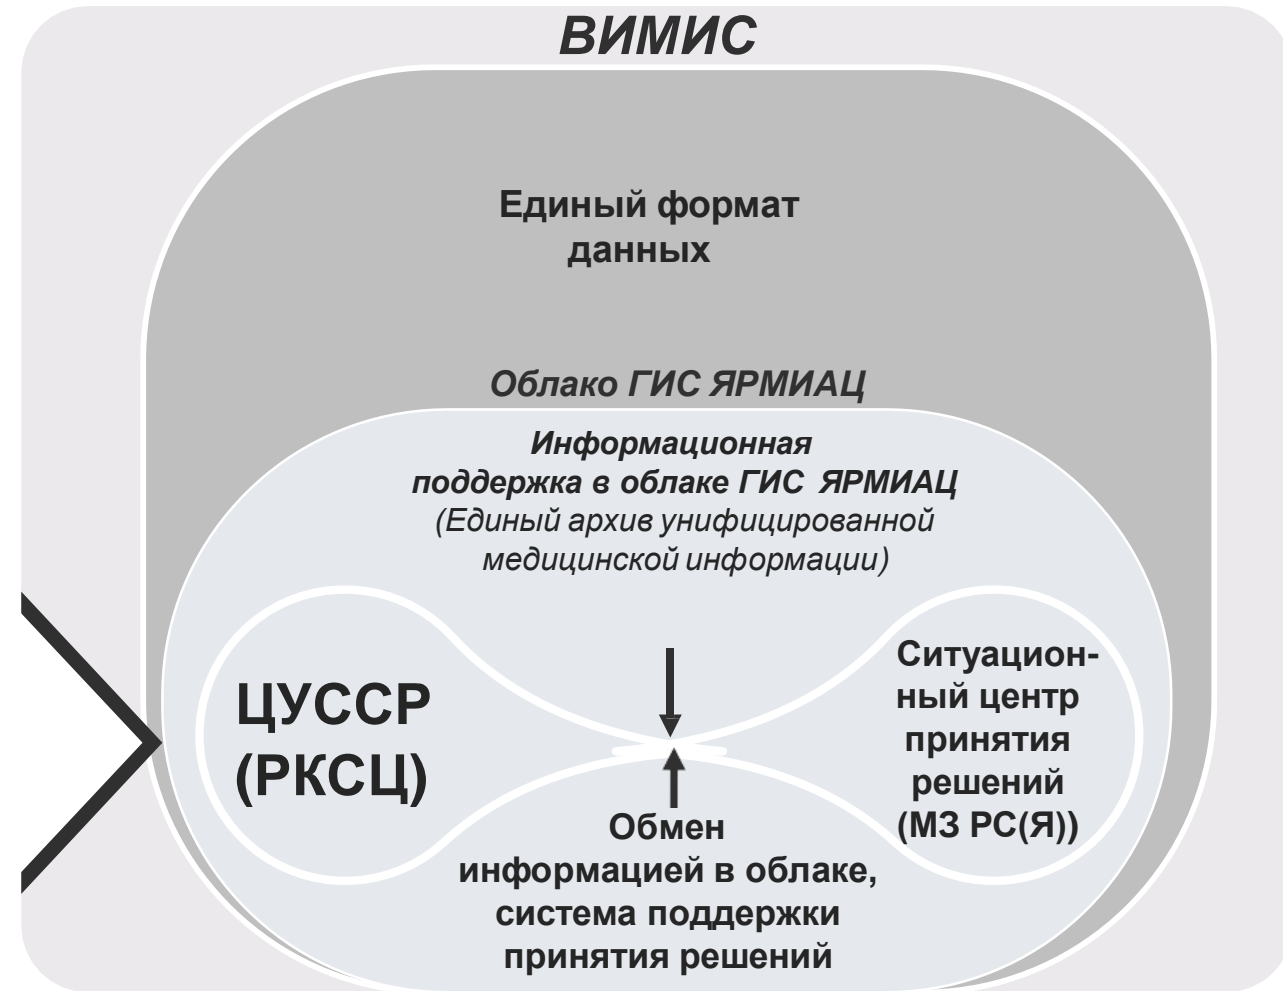 ВИМИС
Единый формат
данных
Облако ГИС ЯРМИАЦ
Информационная
поддержка в облаке ГИС ЯРМИАЦ
(Единый архив унифицированной
медицинской информации)
ЦУССР
(РКСЦ)
Ситуацион-
ный центр
принятия
решений
(МЗ РС(Я))
Обмен
информацией в облаке,
система поддержки
принятия решений